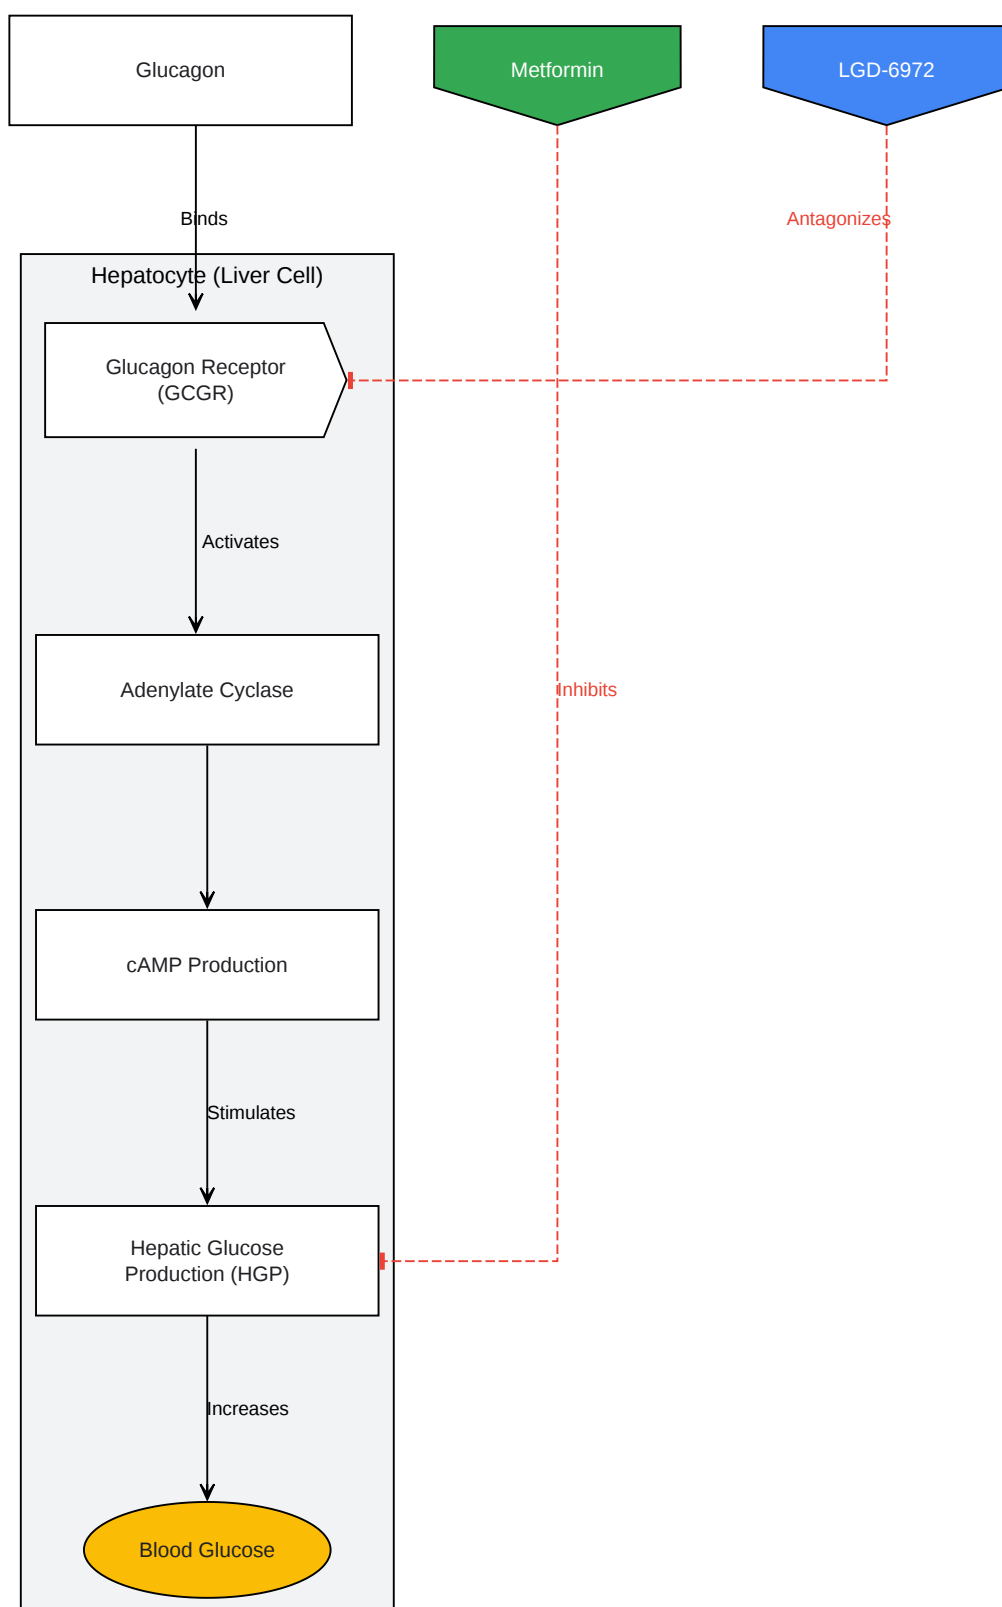 Glucagon
Metformin
LGD-6972
Binds
Antagonizes
Hepatocyte (Liver Cell)
Glucagon Receptor
(GCGR)
Activates
Adenylate Cyclase
Inhibits
cAMP Production
Stimulates
Hepatic Glucose
Production (HGP)
Increases
Blood Glucose